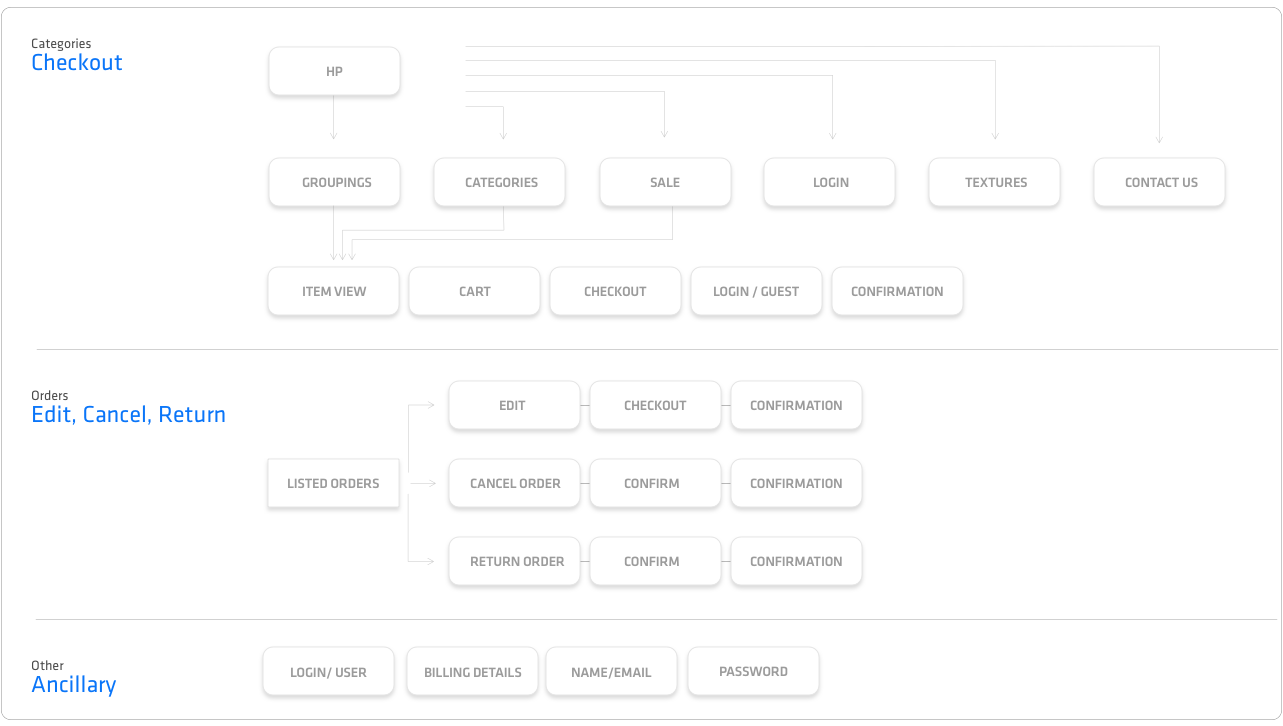 Categories
Checkout
HP
GROUPINGS
CATEGORIES
SALE
LOGIN
TEXTURES
CONTACT US
ITEM VIEW
CART
CHECKOUT
LOGIN / GUEST
CONFIRMATION
Orders
Edit, Cancel, Return
EDIT
CHECKOUT
CONFIRMATION
LISTED ORDERS
CANCEL ORDER
CONFIRM
CONFIRMATION
RETURN ORDER
CONFIRM
CONFIRMATION
Other
Ancillary
LOGIN/ USER
BILLING DETAILS
NAME/EMAIL
PASSWORD